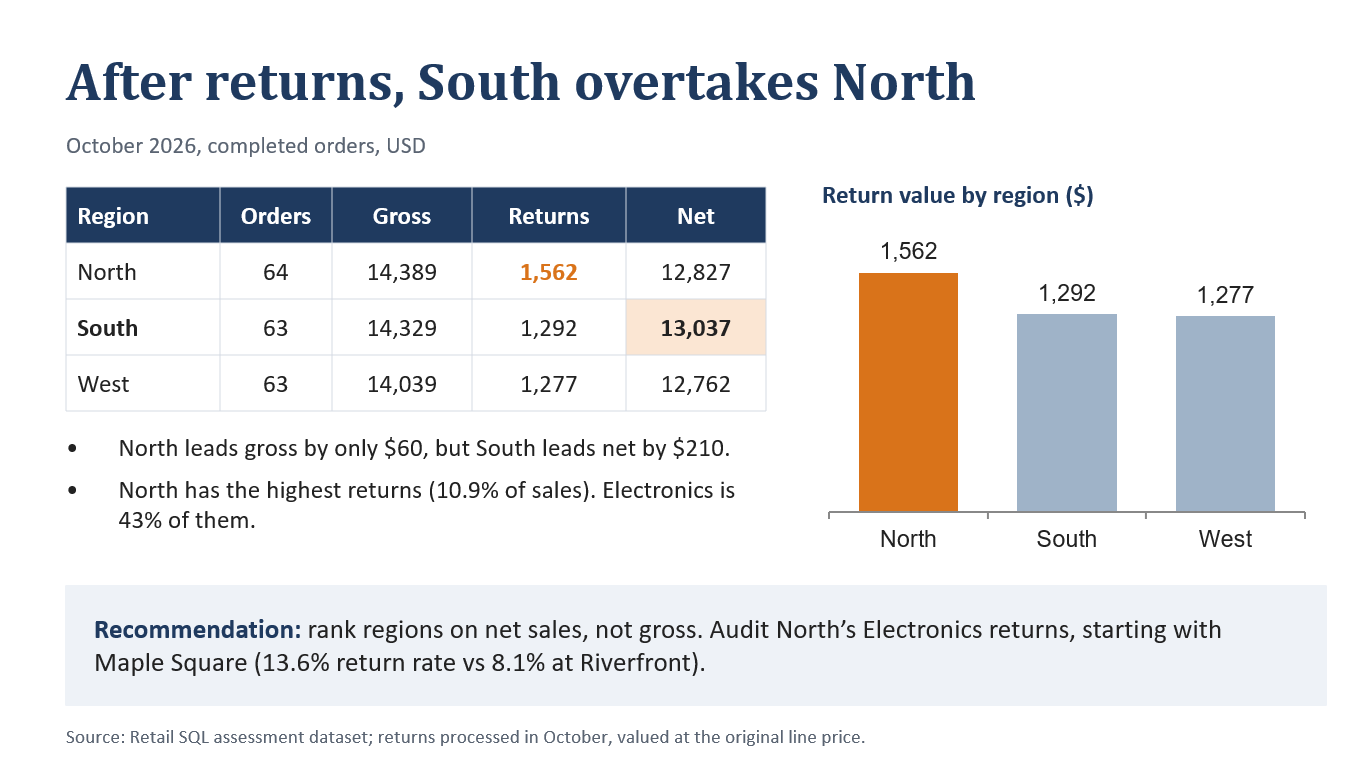 After returns, South overtakes North
October 2026, completed orders, USD
Region Orders Gross Returns Net
North 64 14,389 1,562 12,827
South 63 14,329 1,292 13,037
West 63 14,039 1,277 12,762
• North leads gross by only $60, but South leads net by $210.
• North has the highest returns (10.9% of sales). Electronics is
43% of them.
Return value by region ($)
1,562
1,292
1,277
North South West
Recommendation: rank regions on net sales, not gross. Audit North’s Electronics returns, starting with
Maple Square (13.6% return rate vs 8.1% at Riverfront).
Source: Retail SQL assessment dataset; returns processed in October, valued at the original line price.